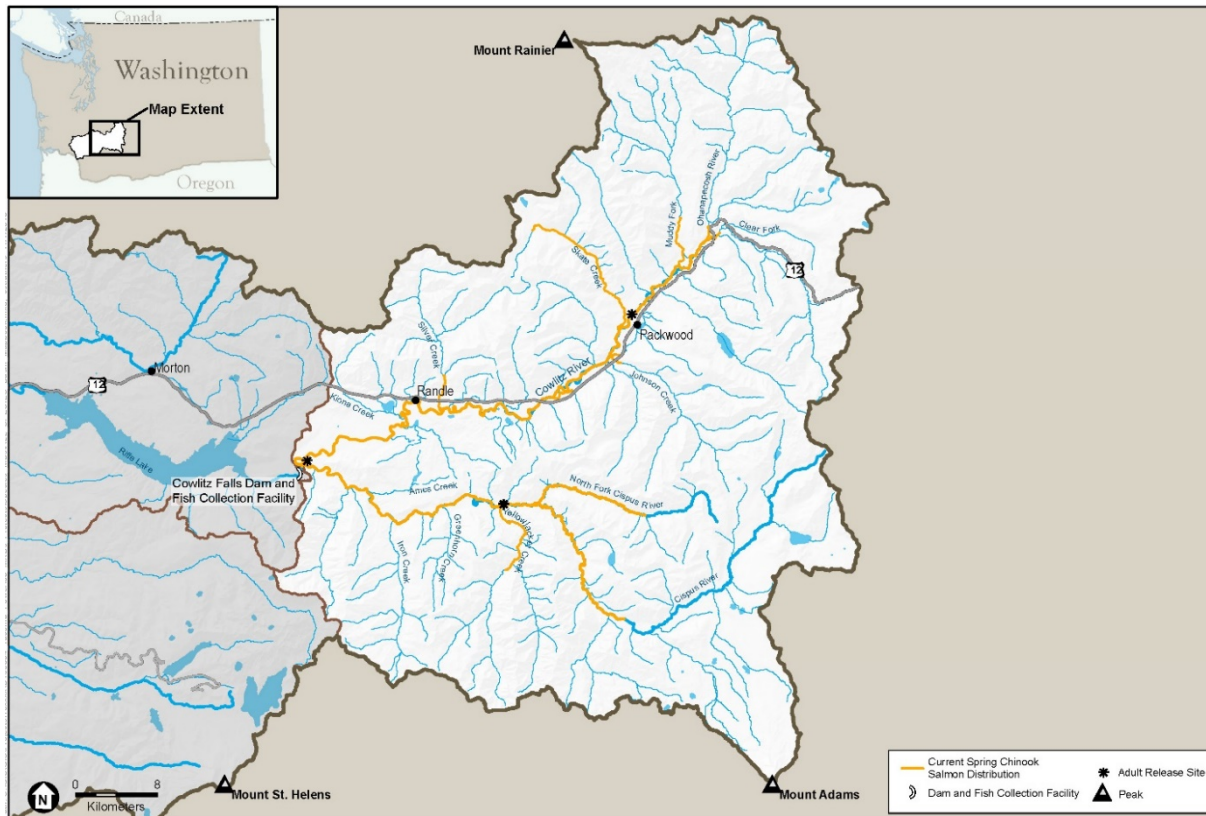 Canada
Washington
Map Extent
Oregon
Mount Rainier
Ohanapecosh River
Muddy Fork
Clear Fork
12
Skate Creek
Packwood
Silver Creek
Cowlitz River
Johnson Creek
Morton
12
Randle
Kiona Creek
Riffe Lake
Cowlitz Falls Dam and
Fish Collection Facility
Ames Creek
North Fork Cispus River
Yellowjack
Creek
Greenhorn Creek
Iron Creek
Cispus River
N
0 8
Kilometers
Mount St. Helens
Mount Adams
Current Spring Chinook
Salmon Distribution
Dam and Fish Collection Facility
Adult Release Site
Peak